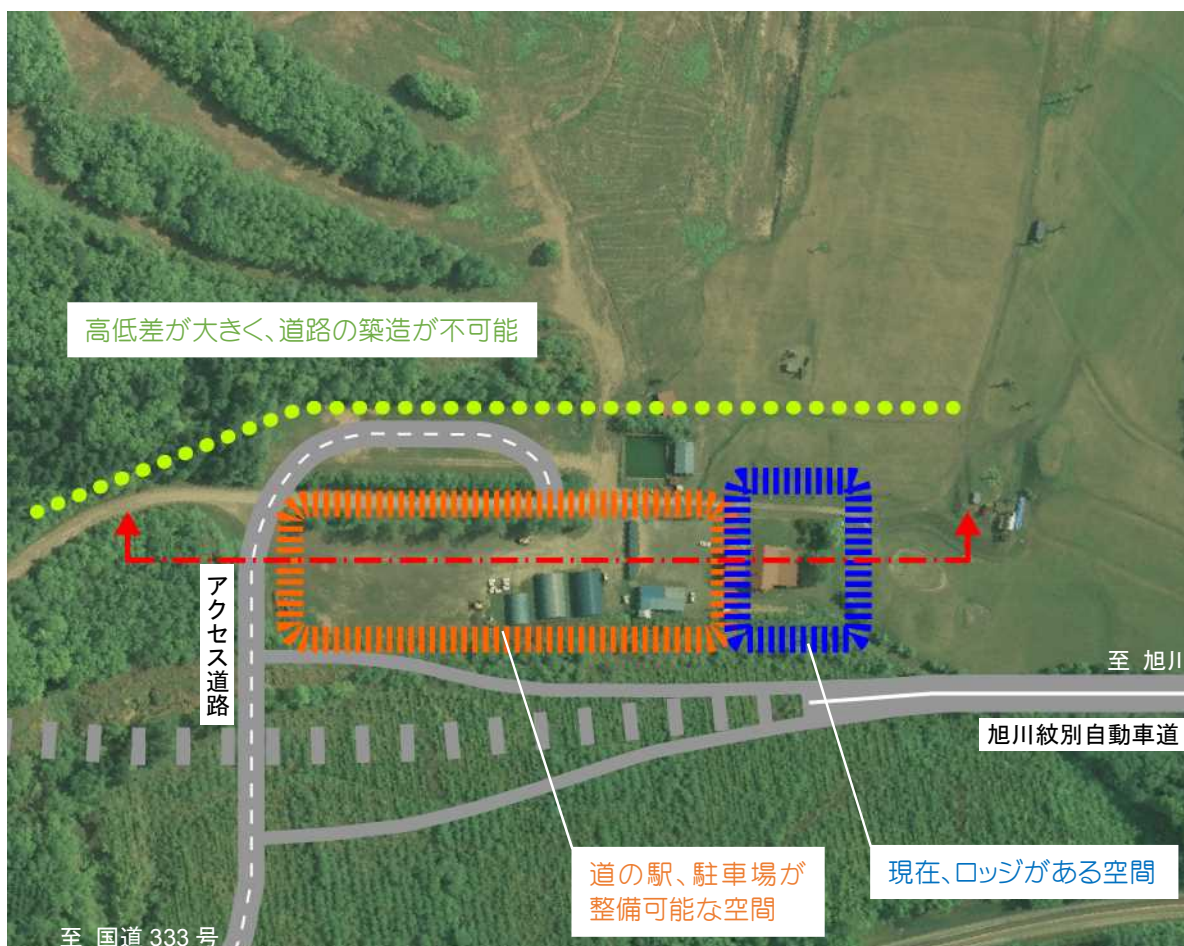 高低差が大きく、道路の築造が不可能
アクセス道路
至 旭川
旭川紋別自動車道
道の駅、駐車場が
整備可能な空間
現在、ロッジがある空間
至 国道 333 号